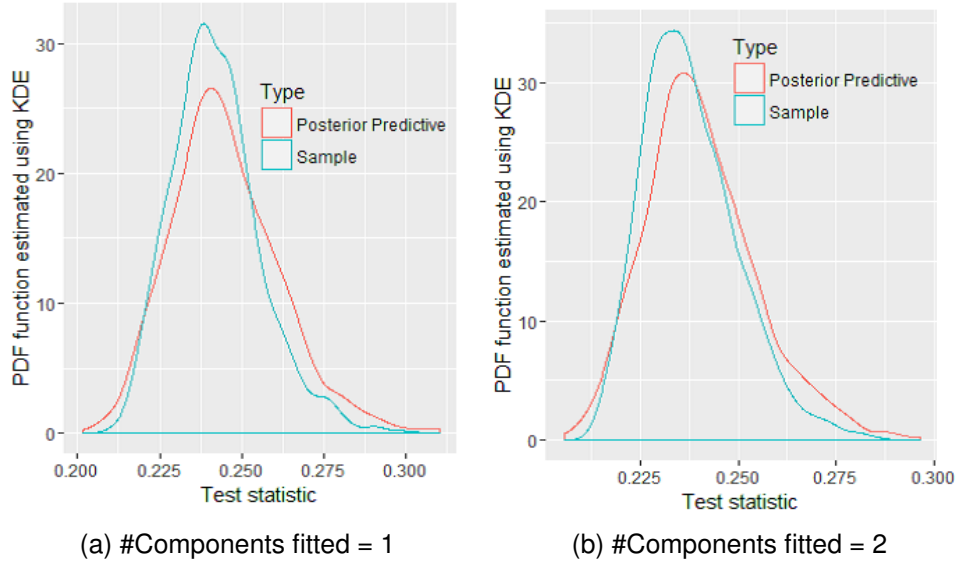 PDF function estimated using KDE
30
20
10
0
Type
Posterior Predictive
Sample
0.200
0.225
0.250
0.275
0.300
Test statistic
(a) #Components fitted = 1
PDF function estimated using KDE
30
20
10
0
Type
Posterior Predictive
Sample
0.225
0.250
0.275
0.300
Test statistic
(b) #Components fitted = 2